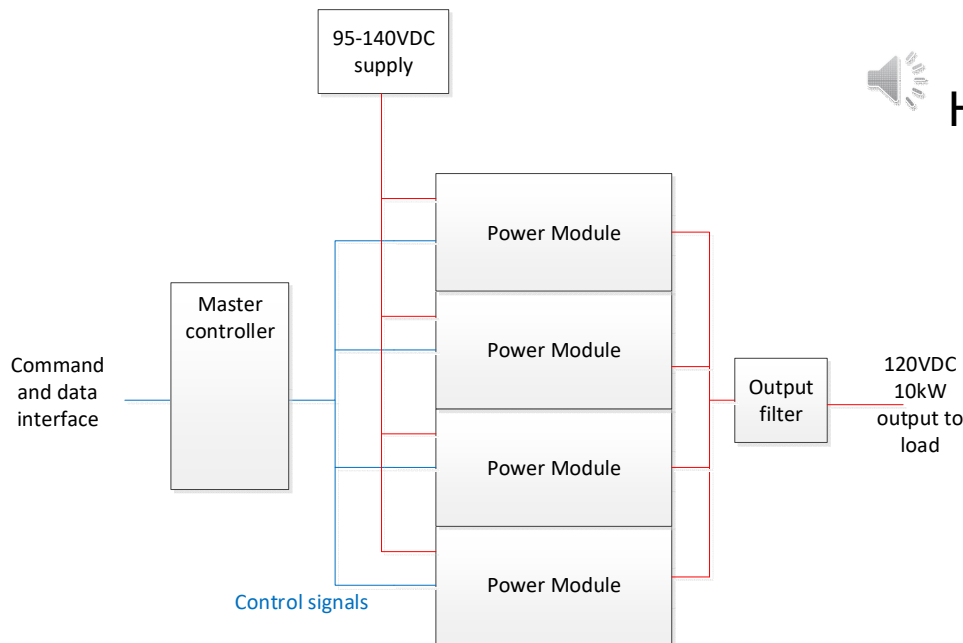 95-140VDC
supply
H
Power Module
Master
controller
Power Module
Command
and data
interface
Output
filter
120VDC
10kW
output to
load
Power Module
Power Module
Control signals